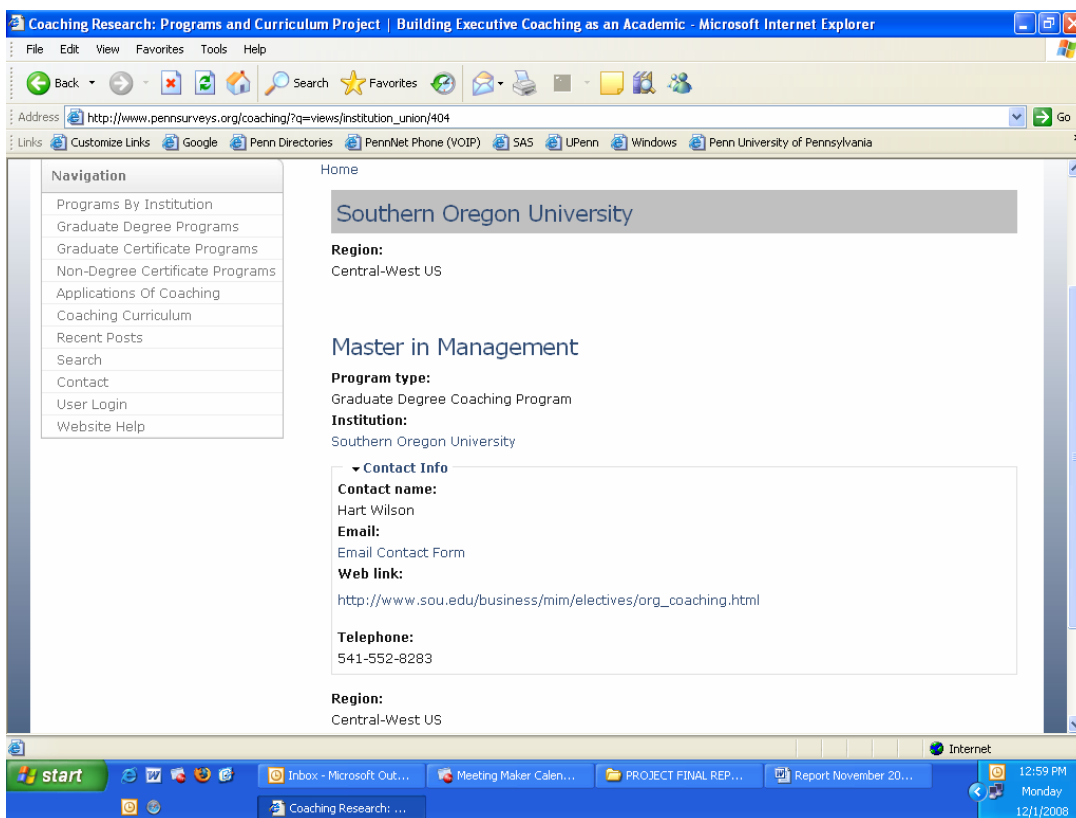 Coaching Research: Programs and Curriculum Project | Building Executive Coaching as an Academic - Microsoft Internet Explorer
File Edit View Favorites Tools Help
Back Search Favorites
Address http://www.pennsurveys.org/coaching/?q=views/institution_union/404 Go
Links Customize Links Google Penn Directories PennNet Phone (VOIP) SAS UPenn Windows Penn University of Pennsylvania
Navigation
Programs By Institution
Graduate Degree Programs
Graduate Certificate Programs
Non-Degree Certificate Programs
Applications Of Coaching
Coaching Curriculum
Recent Posts
Search
Contact
User Login
Website Help
Home
Southern Oregon University
Region:
Central-West US
Master in Management
Program type:
Graduate Degree Coaching Program
Institution:
Southern Oregon University
Contact Info
Contact name:
Hart Wilson
Email:
Email Contact Form
Web link:
http://www.sou.edu/business/mim/electives/org_coaching.html
Telephone:
541-552-8283
Region:
Central-West US
Internet
start Inbox - Microsoft Out... Meeting Maker Calen... PROJECT FINAL REP... Report November 20... 12:59 PM
Monday
Coaching Research: ... 12/1/2008